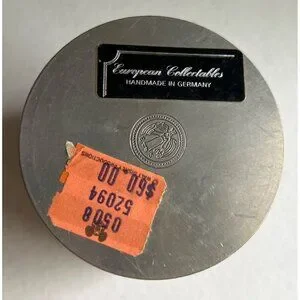 European Collectables
HANDMADE IN GERMANY
$60.00
52094
0508